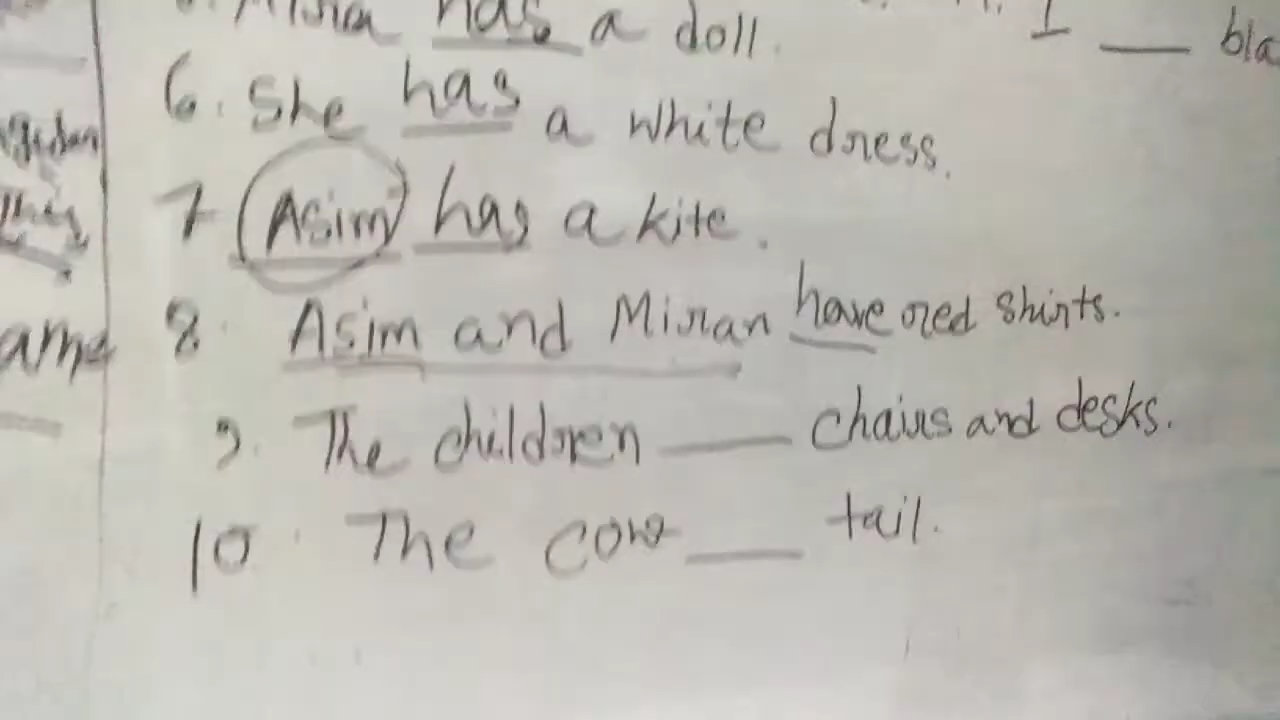 has a doll.
I ___ bla
6. She has a white dress.
7 Asim has a kite.
8. Asim and Miran have red shirts.
9. The children ___ chairs and desks.
10. The cow ___ tail.